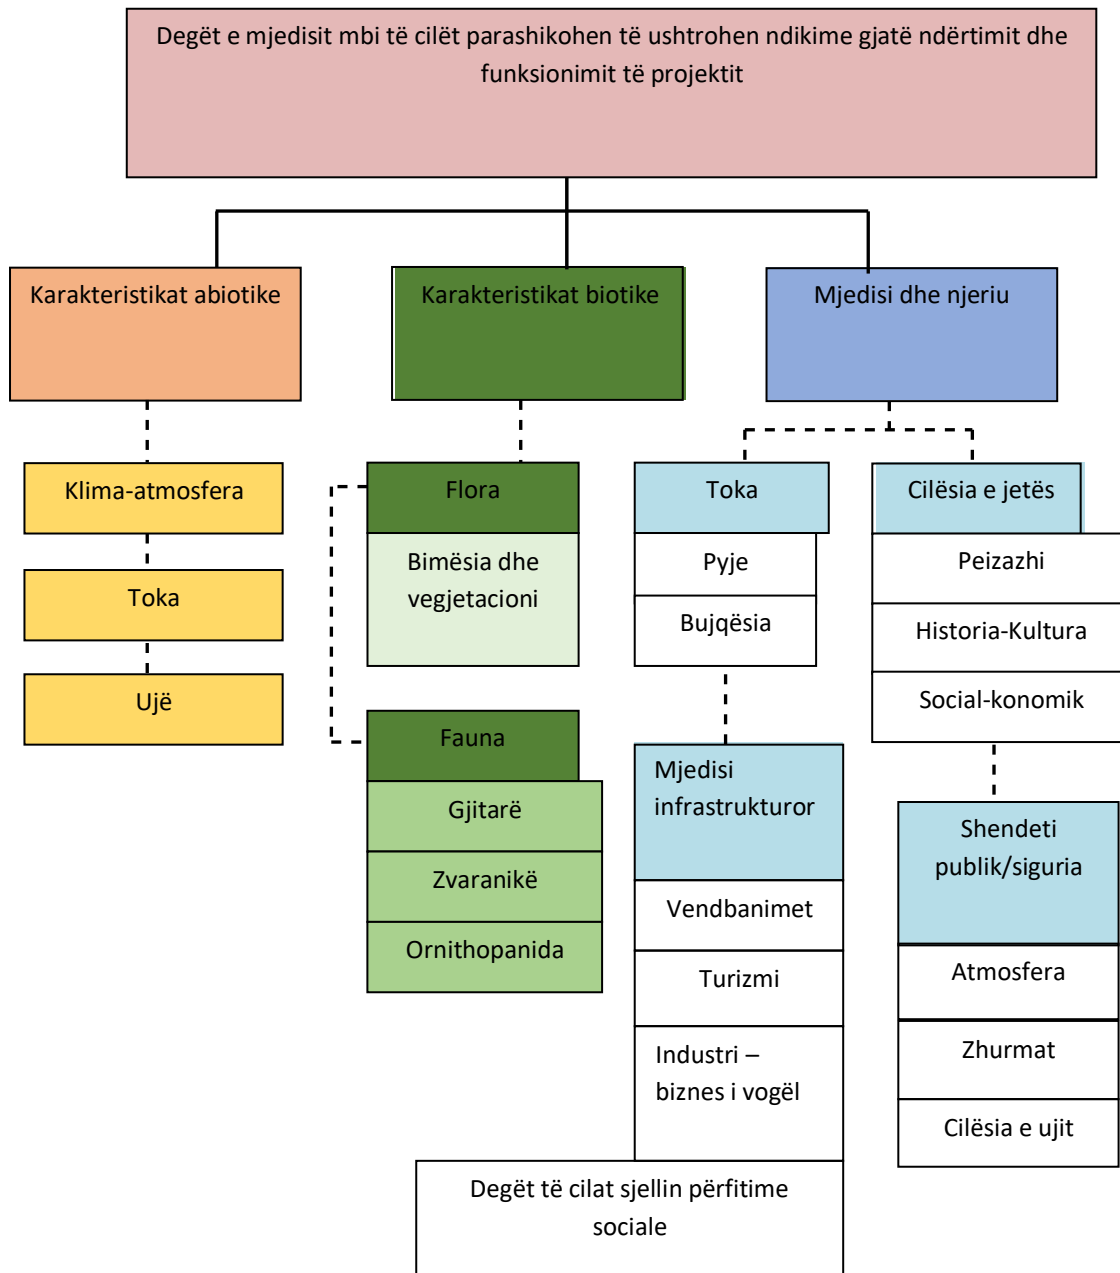 Degët e mjedisit mbi të cilët parashikohen të ushtrohen ndikime gjatë ndërtimit dhe
funksionimit të projektit
Karakteristikat abiotike
Karakteristikat biotike
Mjedisi dhe njeriu
Klima-atmosfera
Toka
Ujë
Flora
Bimësia dhe
vegjetacioni
Fauna
Gjitarë
Zvaranikë
Ornithopanida
Toka
Pyje
Bujqësia
Mjedisi
infrastrukturor
Vendbanimet
Turizmi
Industri –
biznes i vogël
Degët të cilat sjellin përfitime
sociale
Cilësia e jetës
Peizazhi
Historia-Kultura
Social-konomik
Shendeti
publik/siguria
Atmosfera
Zhurmat
Cilësia e ujit